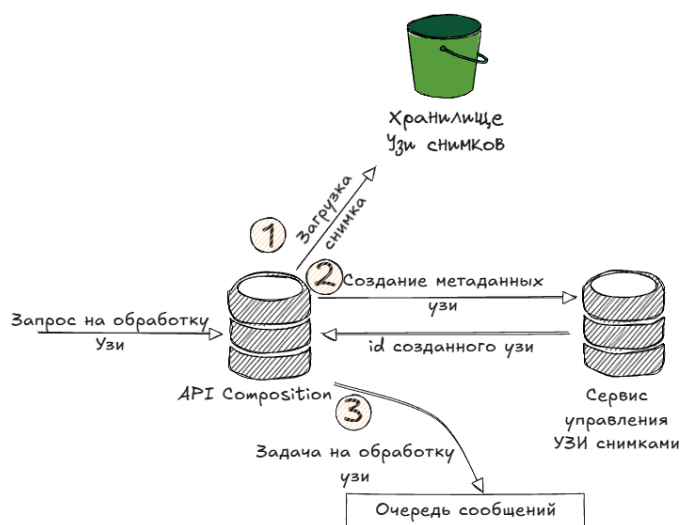 Хранилище
Узи снимков
Загрузка
снимка
1
2
Создание метаданных
узи
Запрос на обработку
Узи
id созданного узи
API Composition
Сервис
управления
УЗИ снимками
3
Задача на обработку
узи
Очередь сообщений